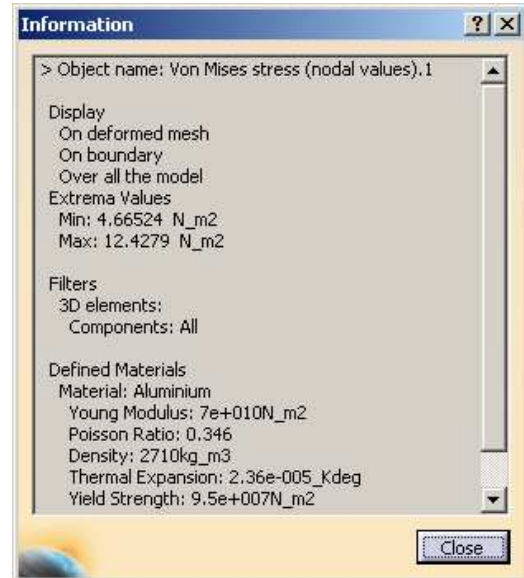 Information
> Object name: Von Mises stress (nodal values).1
Display
On deformed mesh
On boundary
Over all the model
Extrema Values
Min: 4.66524 N_m2
Max: 12.4279 N_m2
Filters
3D elements:
Components: All
Defined Materials
Material: Aluminium
Young Modulus: 7e+010N_m2
Poisson Ratio: 0.346
Density: 2710kg_m3
Thermal Expansion: 2.36e-005_Kdeg
Yield Strength: 9.5e+007N_m2
Close